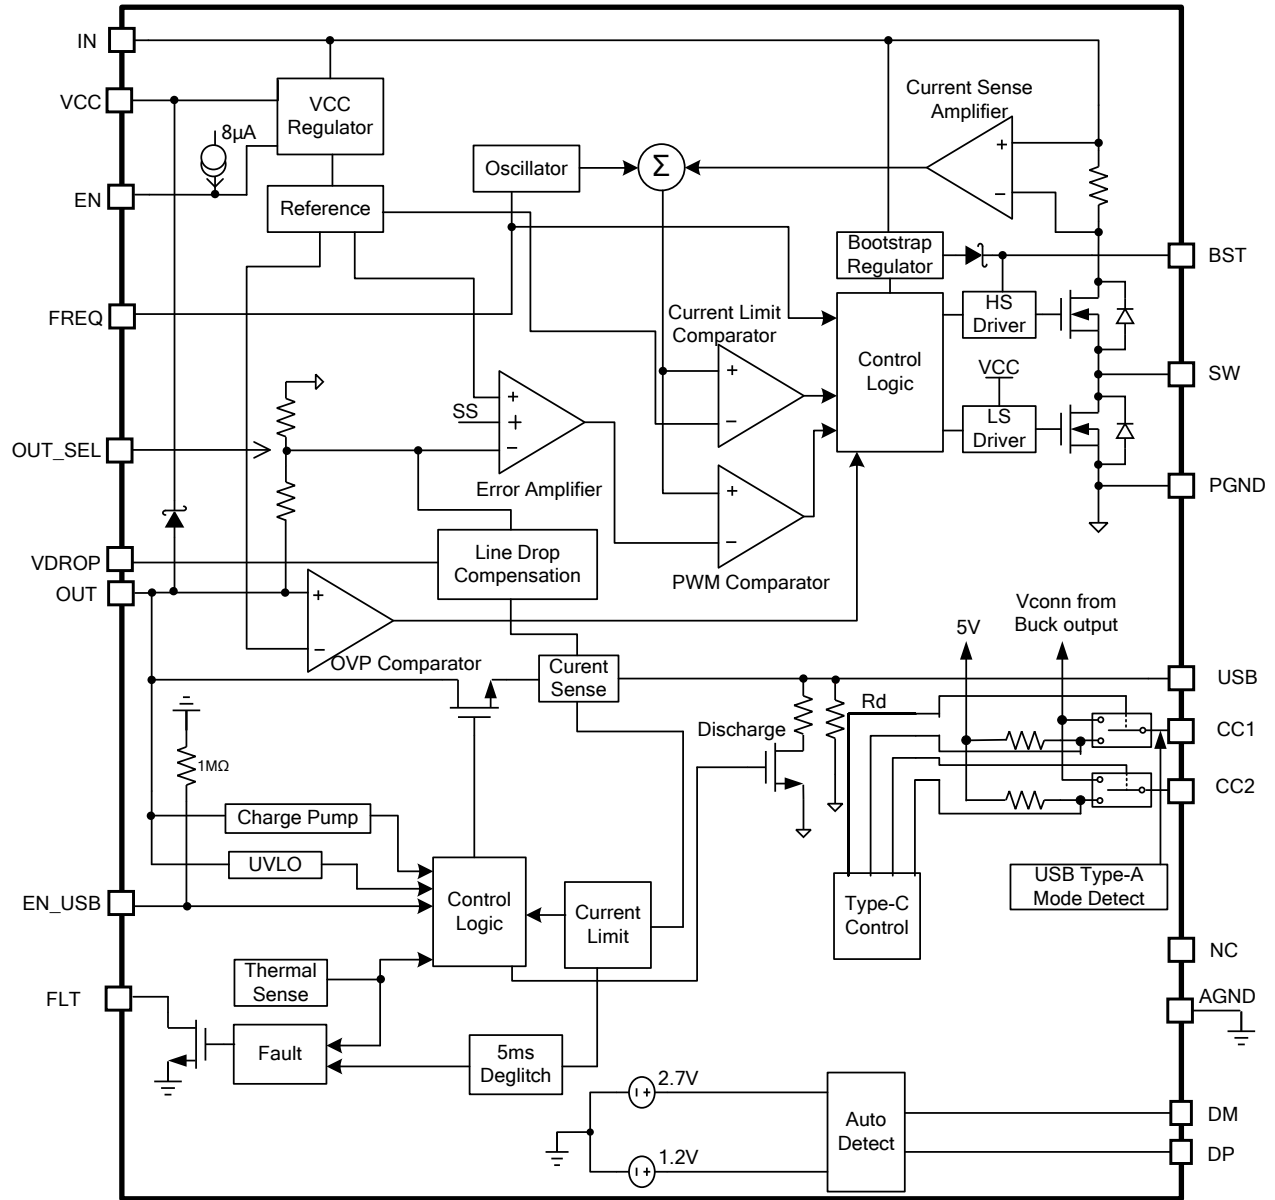 IN
VCC
EN
FREQ
OUT_SEL
VDROP
OUT
EN_USB
FLT
8µA
VCC
Regulator
Reference
Oscillator
Σ
Current Sense
Amplifier
+
−
Bootstrap
Regulator
HS
Driver
VCC
LS
Driver
Control
Logic
Current Limit
Comparator
+
−
SS
+
+
−
Error Amplifier
+
−
PWM Comparator
Line Drop
Compensation
+
−
OVP Comparator
Curent
Sense
1MΩ
Charge Pump
UVLO
Control
Logic
Current
Limit
Thermal
Sense
Fault
5ms
Deglitch
Discharge
Rd
5V
Vconn from
Buck output
Type-C
Control
USB Type-A
Mode Detect
2.7V
1.2V
Auto
Detect
BST
SW
PGND
USB
CC1
CC2
NC
AGND
DM
DP